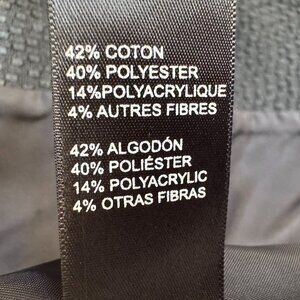 42% COTON
40% POLYESTER
14%POLYACRYLIQUE
4% AUTRES FIBRES
42% ALGODÓN
40% POLIÉSTER
14% POLYACRYLIC
4% OTRAS FIBRAS